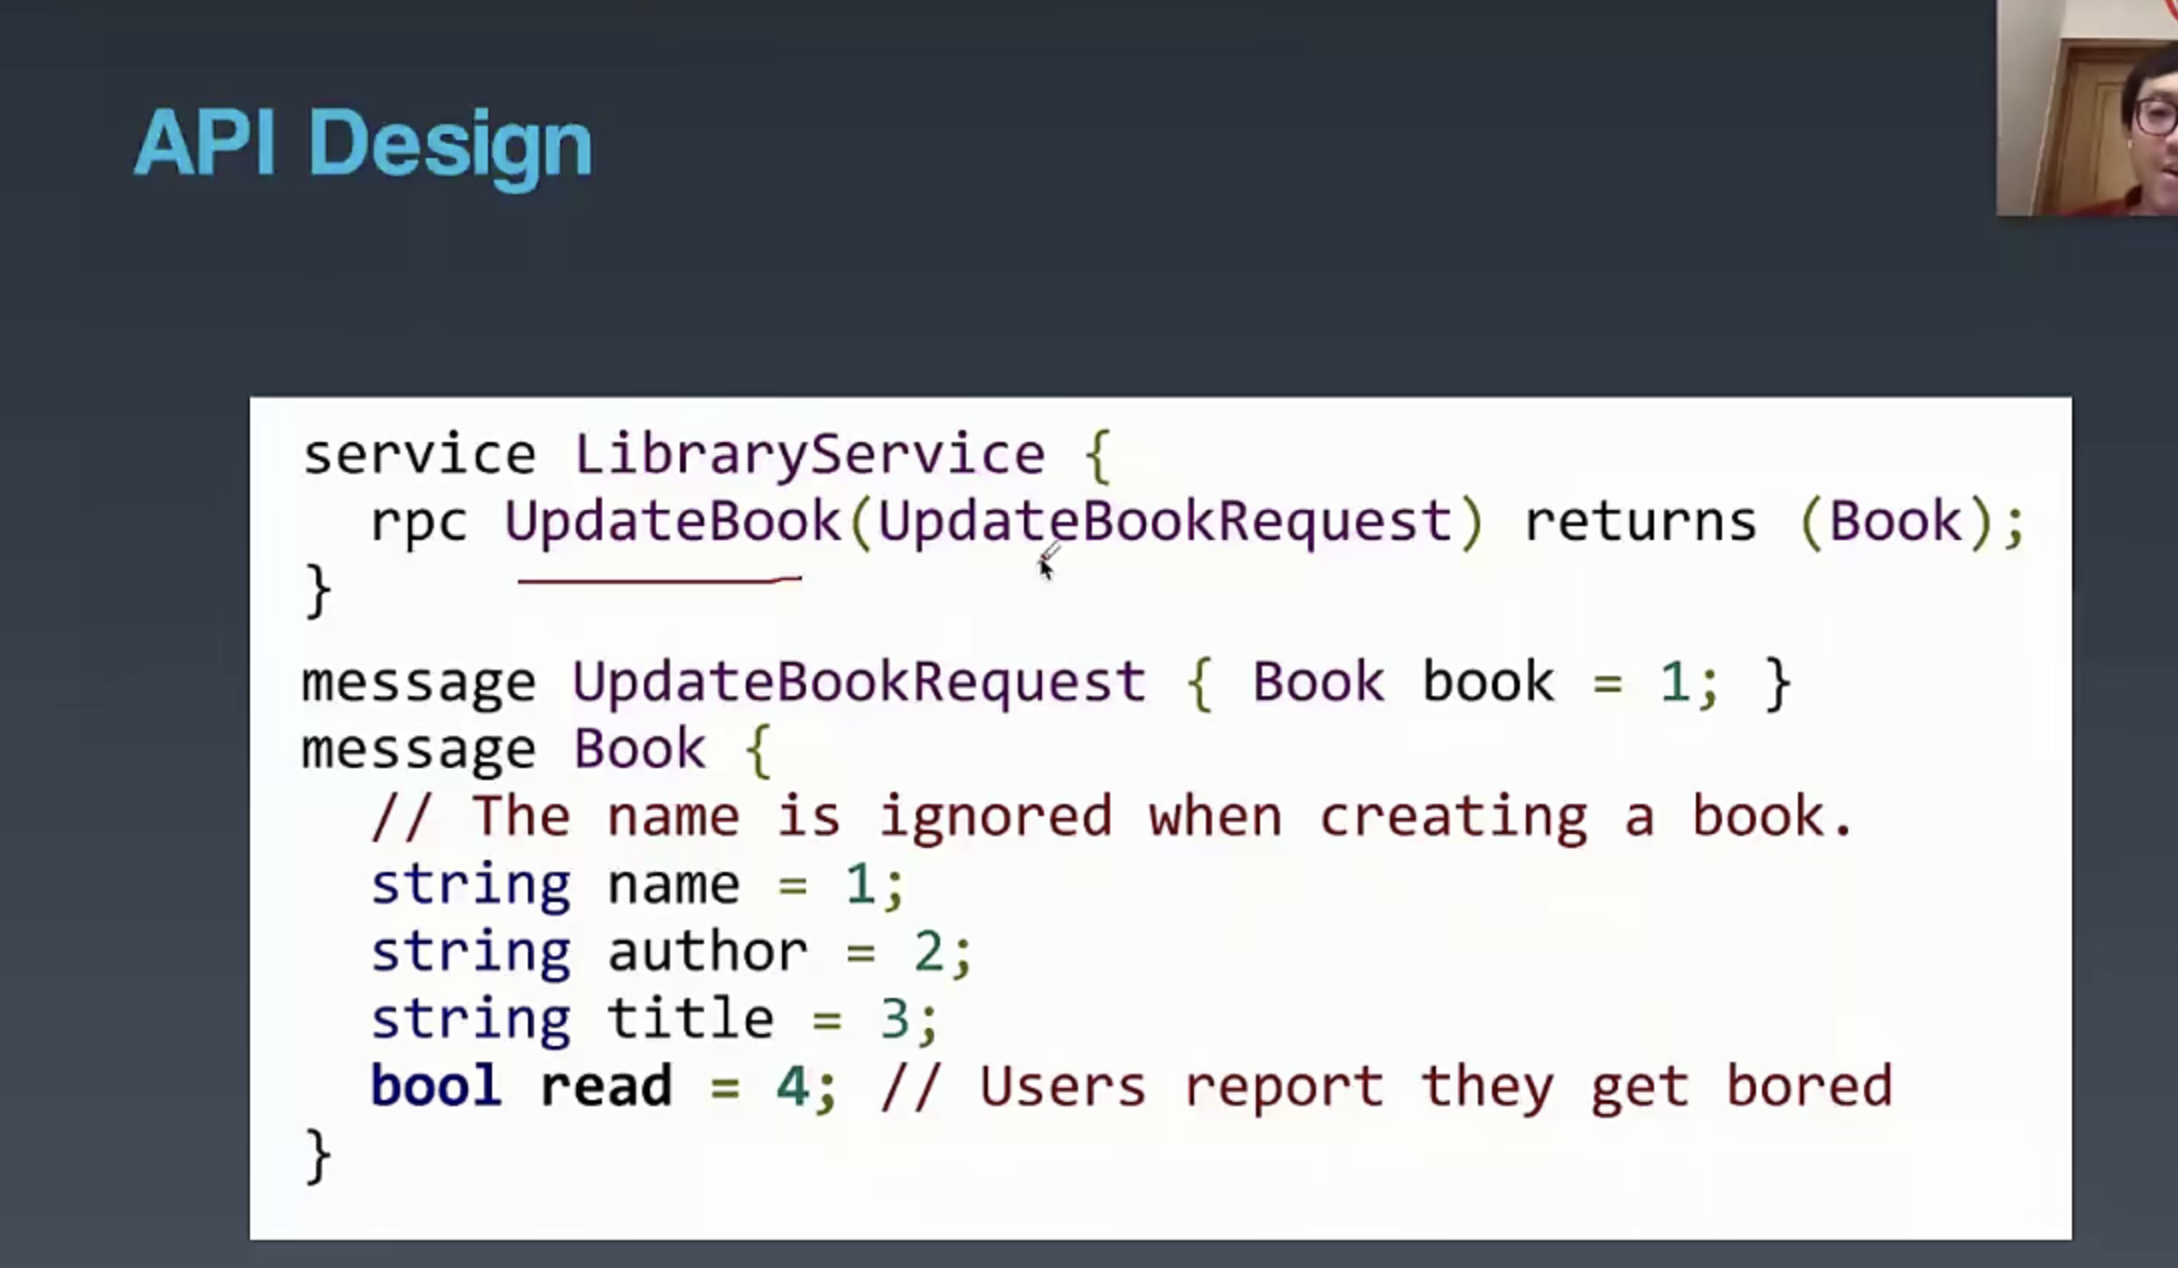 API Design
service LibraryService {
rpc UpdateBook(UpdateBookRequest) returns (Book);
}
message UpdateBookRequest { Book book = 1; }
message Book {
// The name is ignored when creating a book.
string name = 1;
string author = 2;
string title = 3;
bool read = 4; // Users report they get bored
}